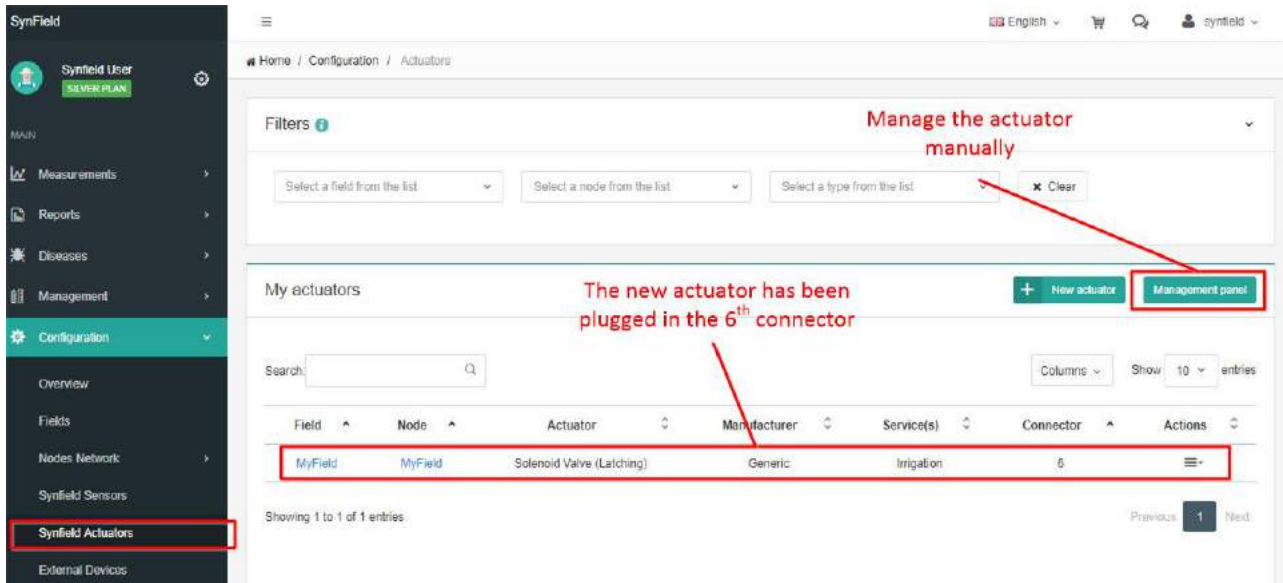 SynField
English
synfield
Synfield User
SILVER PLAN
Home / Configuration / Actuators
MAIN
Measurements
Reports
Diseases
Management
Configuration
Overview
Fields
Nodes Network
Synfield Sensors
Synfield Actuators
External Devices
Filters
Manage the actuator
manually
Select a field from the list
Select a node from the list
Select a type from the list
× Clear
My actuators
The new actuator has been
plugged in the 6th connector
+ New actuator
Management panel
Search:
Columns
Show 10 entries
Field Node Actuator Manufacturer Service(s) Connector Actions
MyField MyField Solenoid Valve (Latching) Generic Irrigation 6
Showing 1 to 1 of 1 entries
Previous 1 Next